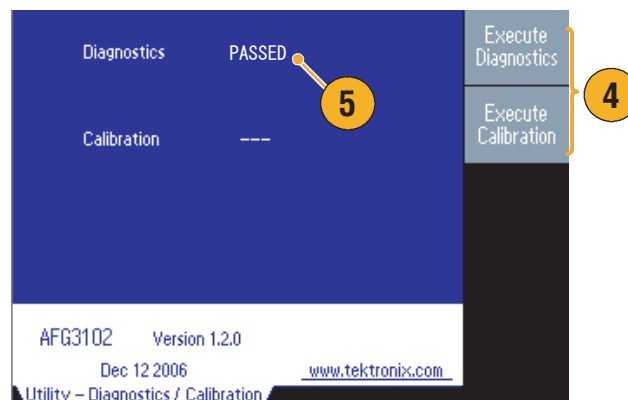 Diagnostics PASSED
Execute Diagnostics
4
5
Execute Calibration
Calibration ---
AFG3102 Version 1.2.0
Dec 12 2006 www.tektronix.com
Utility – Diagnostics / Calibration